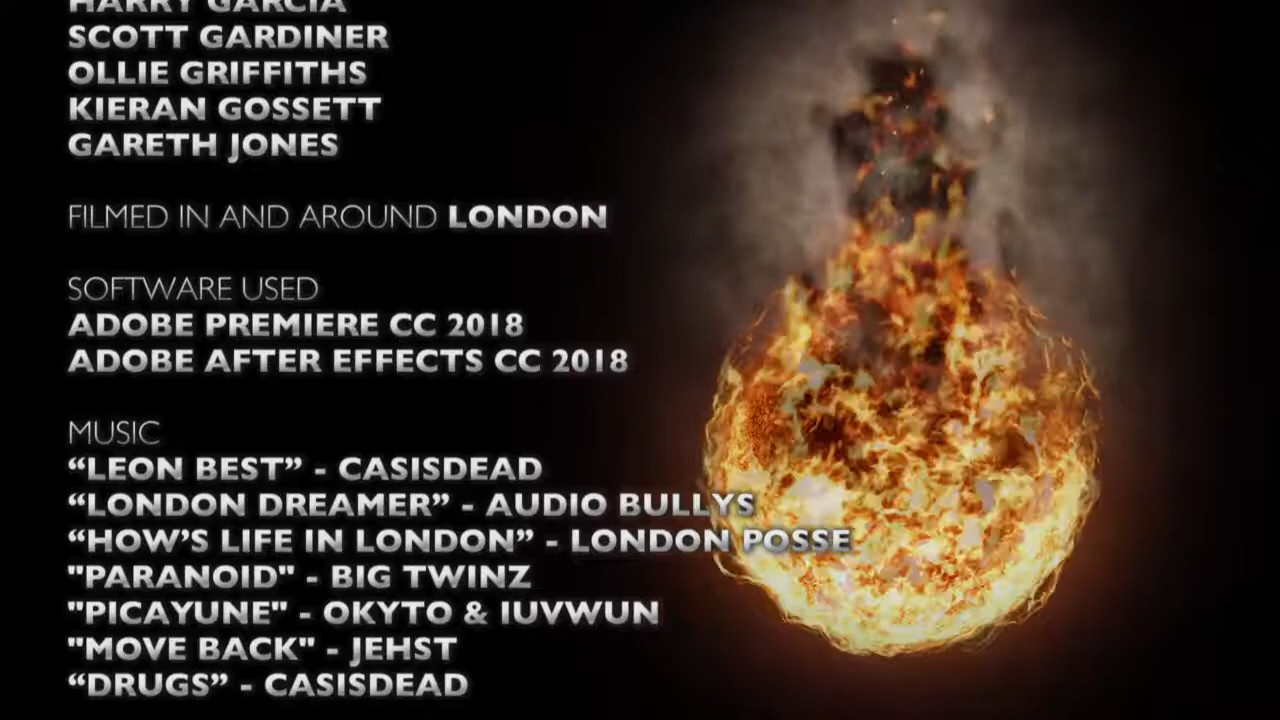 HARRY GARCIA
SCOTT GARDINER
OLLIE GRIFFITHS
KIERAN GOSSETT
GARETH JONES
FILMED IN AND AROUND LONDON
SOFTWARE USED
ADOBE PREMIERE CC 2018
ADOBE AFTER EFFECTS CC 2018
MUSIC
“LEON BEST” - CASISDEAD
“LONDON DREAMER” - AUDIO BULLYS
“HOW’S LIFE IN LONDON” - LONDON POSSE
"PARANOID" - BIG TWINZ
"PICAYUNE" - OKYTO & IUVWUN
"MOVE BACK" - JEHST
“DRUGS” - CASISDEAD